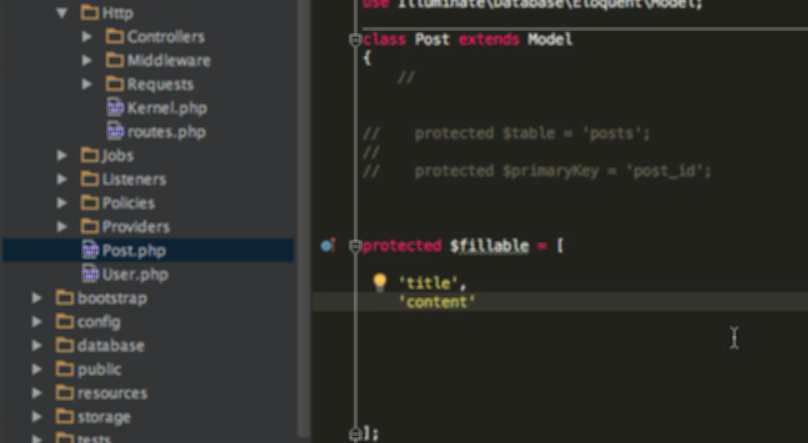 Http
Controllers
Middleware
Requests
Kernel.php
routes.php
Jobs
Listeners
Policies
Providers
Post.php
User.php
bootstrap
config
database
public
resources
storage
tests
use Illuminate\Database\Eloquent\Model;
class Post extends Model
{
//
// protected $table = 'posts';
//
// protected $primaryKey = 'post_id';
protected $fillable = [
'title',
'content'
];